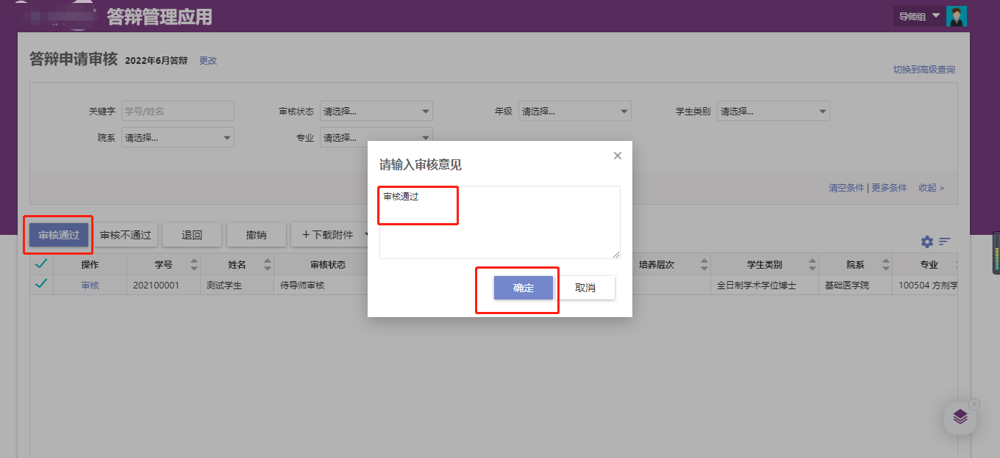 答辩管理应用
导师组
答辩申请审核 2022年6月答辩 更改
切换到高级查询
关键字 学号/姓名 审核状态 请选择... 年级 请选择... 学生类别 请选择...
院系 请选择... 专业 请选择...
请输入审核意见
审核通过
清空条件 | 更多条件 收起 >
审核通过 审核不通过 退回 撤销 +下载附件
操作 学号 姓名 审核状态 培养层次 学生类别 院系 专业
审核 202100001 测试学生 待导师审核 全日制学术学位博士 基础医学院 100504 方剂学
确定 取消